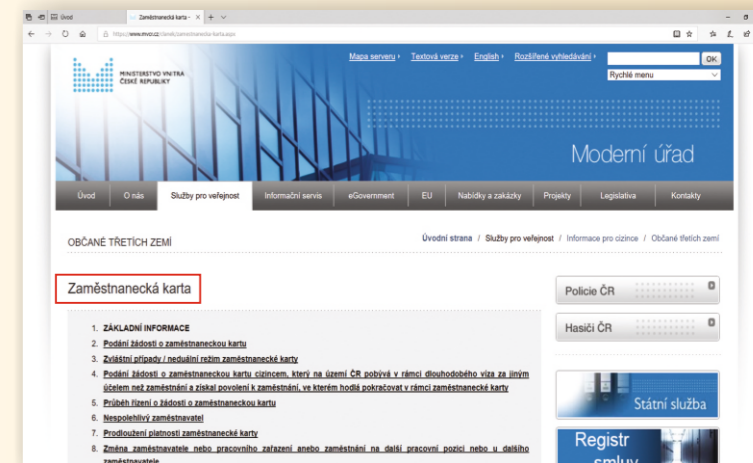 Úvod
Zaměstnanecká karta -
https://www.mvcr.cz/clanek/zamestnanecka-karta.aspx
Mapa serveru
Textová verze
English
Rozšířené vyhledávání
OK
Rychlé menu
MINISTERSTVO VNITRA
ČESKÉ REPUBLIKY
Moderní úřad
Úvod
O nás
Služby pro veřejnost
Informační servis
eGovernment
EU
Nabídky a zakázky
Projekty
Legislativa
Kontakty
OBČANÉ TŘETÍCH ZEMÍ
Úvodní strana / Služby pro veřejnost / Informace pro cizince / Občané třetích zemí
Zaměstnanecká karta
1. ZÁKLADNÍ INFORMACE
2. Podání žádosti o zaměstnaneckou kartu
3. Zvláštní případy / neduální režim zaměstnanecké karty
4. Podání žádosti o zaměstnaneckou kartu cizincem, který na území ČR pobývá v rámci dlouhodobého víza za jiným
účelem než zaměstnání a získal povolení k zaměstnání, ve kterém hodlá pokračovat v rámci zaměstnanecké karty
5. Průběh řízení o žádosti o zaměstnaneckou kartu
6. Nespolehlivý zaměstnavatel
7. Prodloužení platnosti zaměstnanecké karty
8. Změna zaměstnavatele nebo pracovního zařazení anebo zaměstnání na další pracovní pozici nebo u dalšího
zaměstnavatele
Policie ČR
Hasiči ČR
Státní služba
Registr
smluv